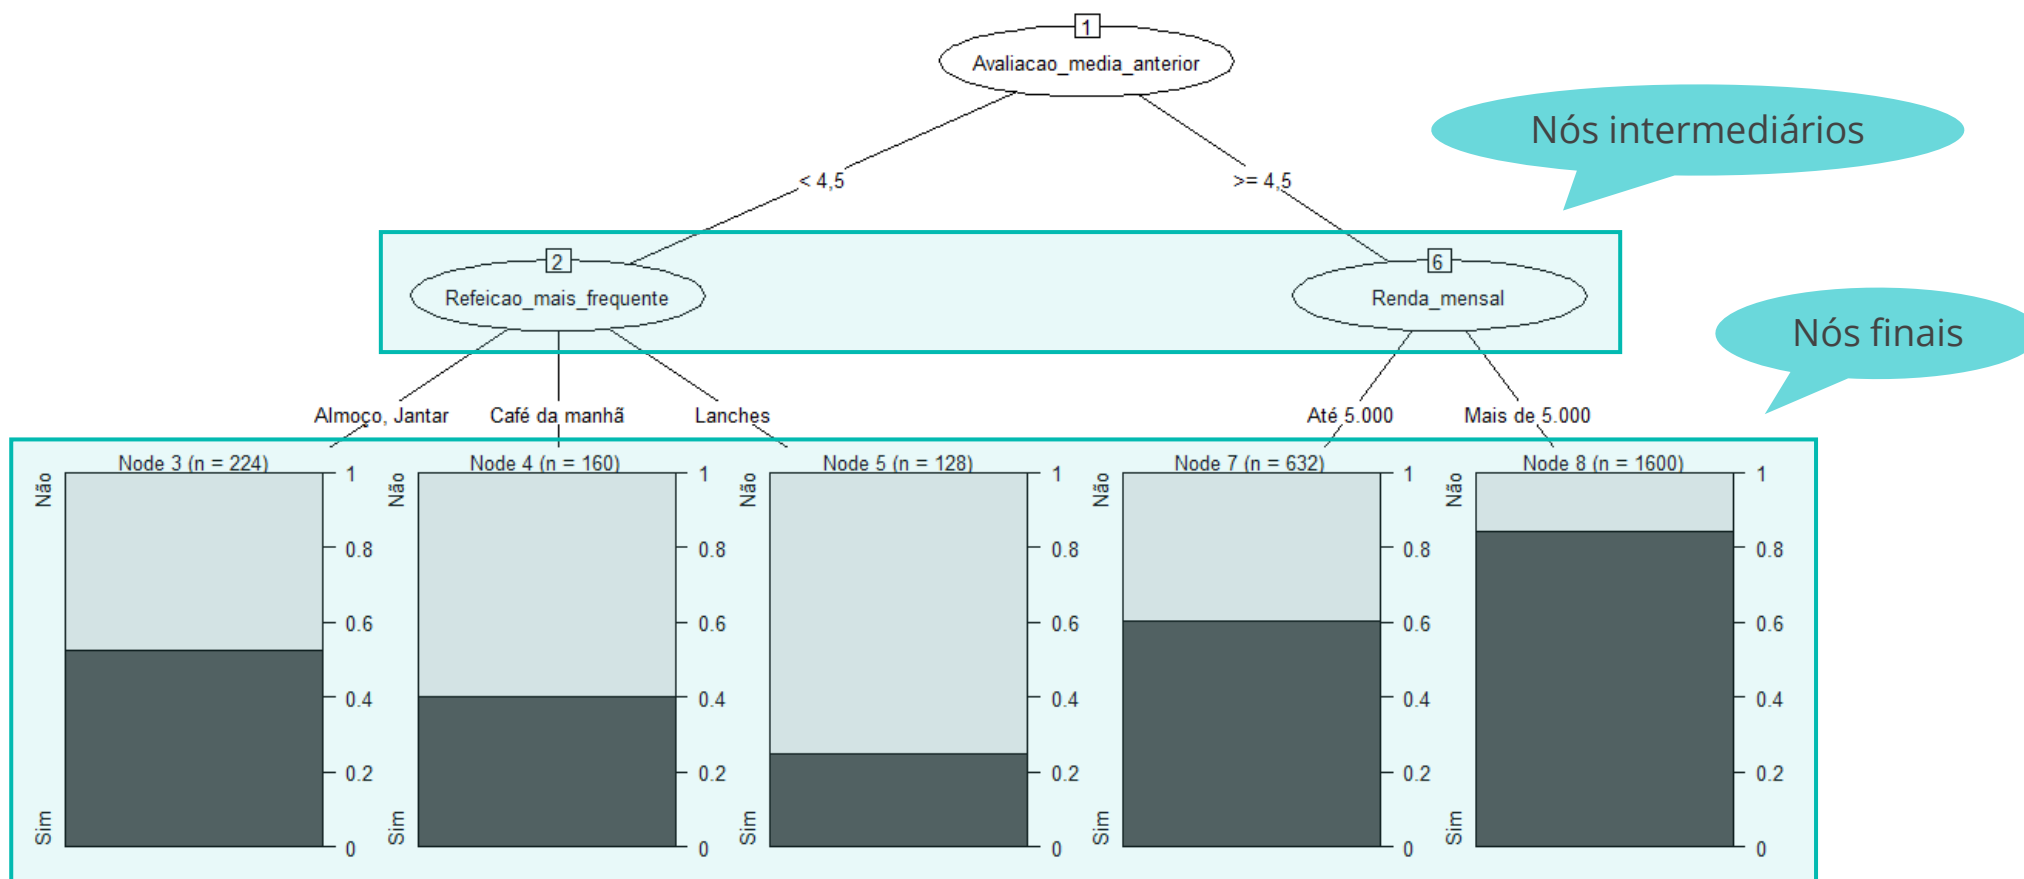 1
Avaliacao_media_anterior
Nós intermediários
< 4,5
>= 4,5
2
Refeicao_mais_frequente
6
Renda_mensal
Nós finais
Almoço, Jantar
Café da manhã
Lanches
Até 5.000
Mais de 5.000
Node 3 (n = 224)
Não
Sim
1
0.8
0.6
0.4
0.2
0
Node 4 (n = 160)
Não
Sim
1
0.8
0.6
0.4
0.2
0
Node 5 (n = 128)
Não
Sim
1
0.8
0.6
0.4
0.2
0
Node 7 (n = 632)
Não
Sim
1
0.8
0.6
0.4
0.2
0
Node 8 (n = 1600)
Não
Sim
1
0.8
0.6
0.4
0.2
0